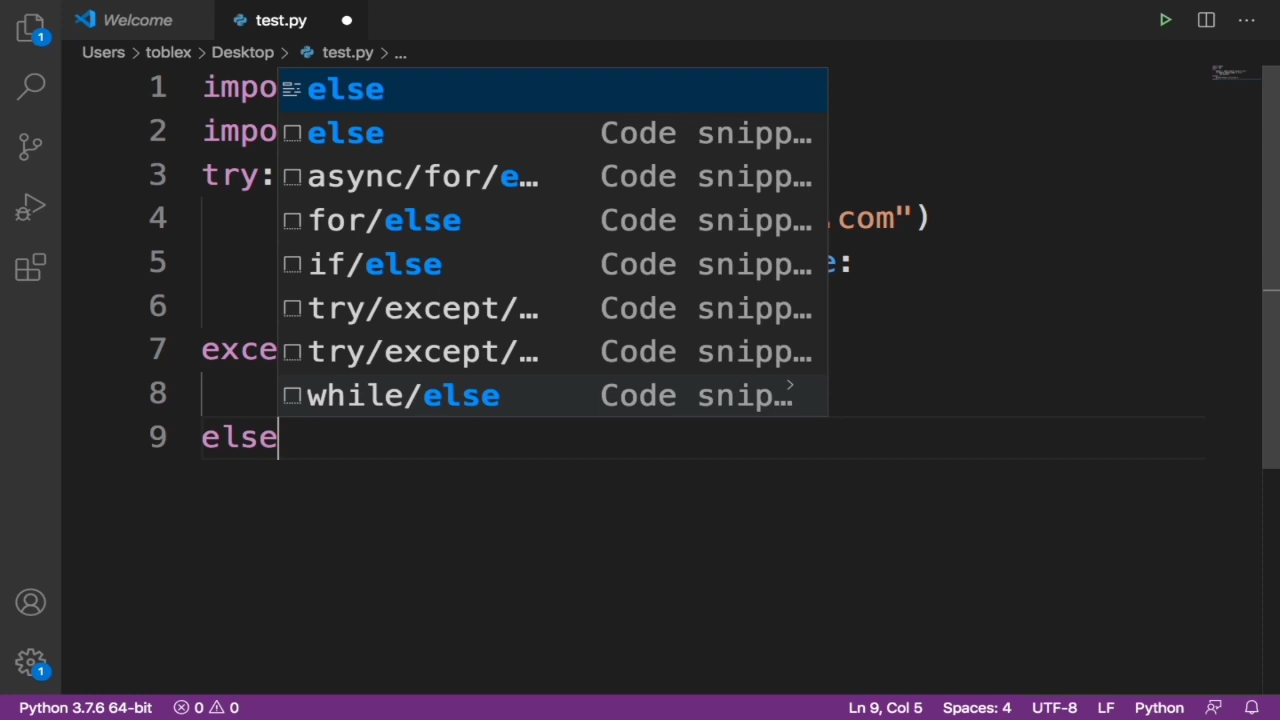 1
Welcome
test.py
Users > toblex > Desktop > test.py > ...
1 impo
2 impo
3 try:
4 .com")
5 e:
6
7 exce
8
9 else
else
else Code snipp…
async/for/e… Code snipp…
for/else Code snipp…
if/else Code snipp…
try/except/… Code snipp…
try/except/… Code snipp…
while/else Code snip…
1
Python 3.7.6 64-bit 0 0 Ln 9, Col 5 Spaces: 4 UTF-8 LF Python